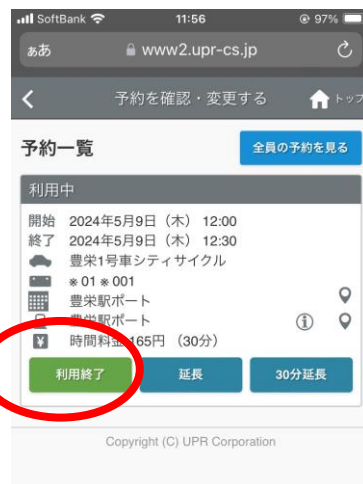 SoftBank 11:56 97%
ああ www2.upr-cs.jp
予約を確認・変更する トップ
予約一覧 全員の予約を見る
利用中
開始 2024年5月9日（木） 12:00
終了 2024年5月9日（木） 12:30
豊栄1号車シティサイクル
※01※001
豊栄駅ポート
豊栄駅ポート
時間料金 165円 （30分）
利用終了 延長 30分延長
Copyright (C) UPR Corporation